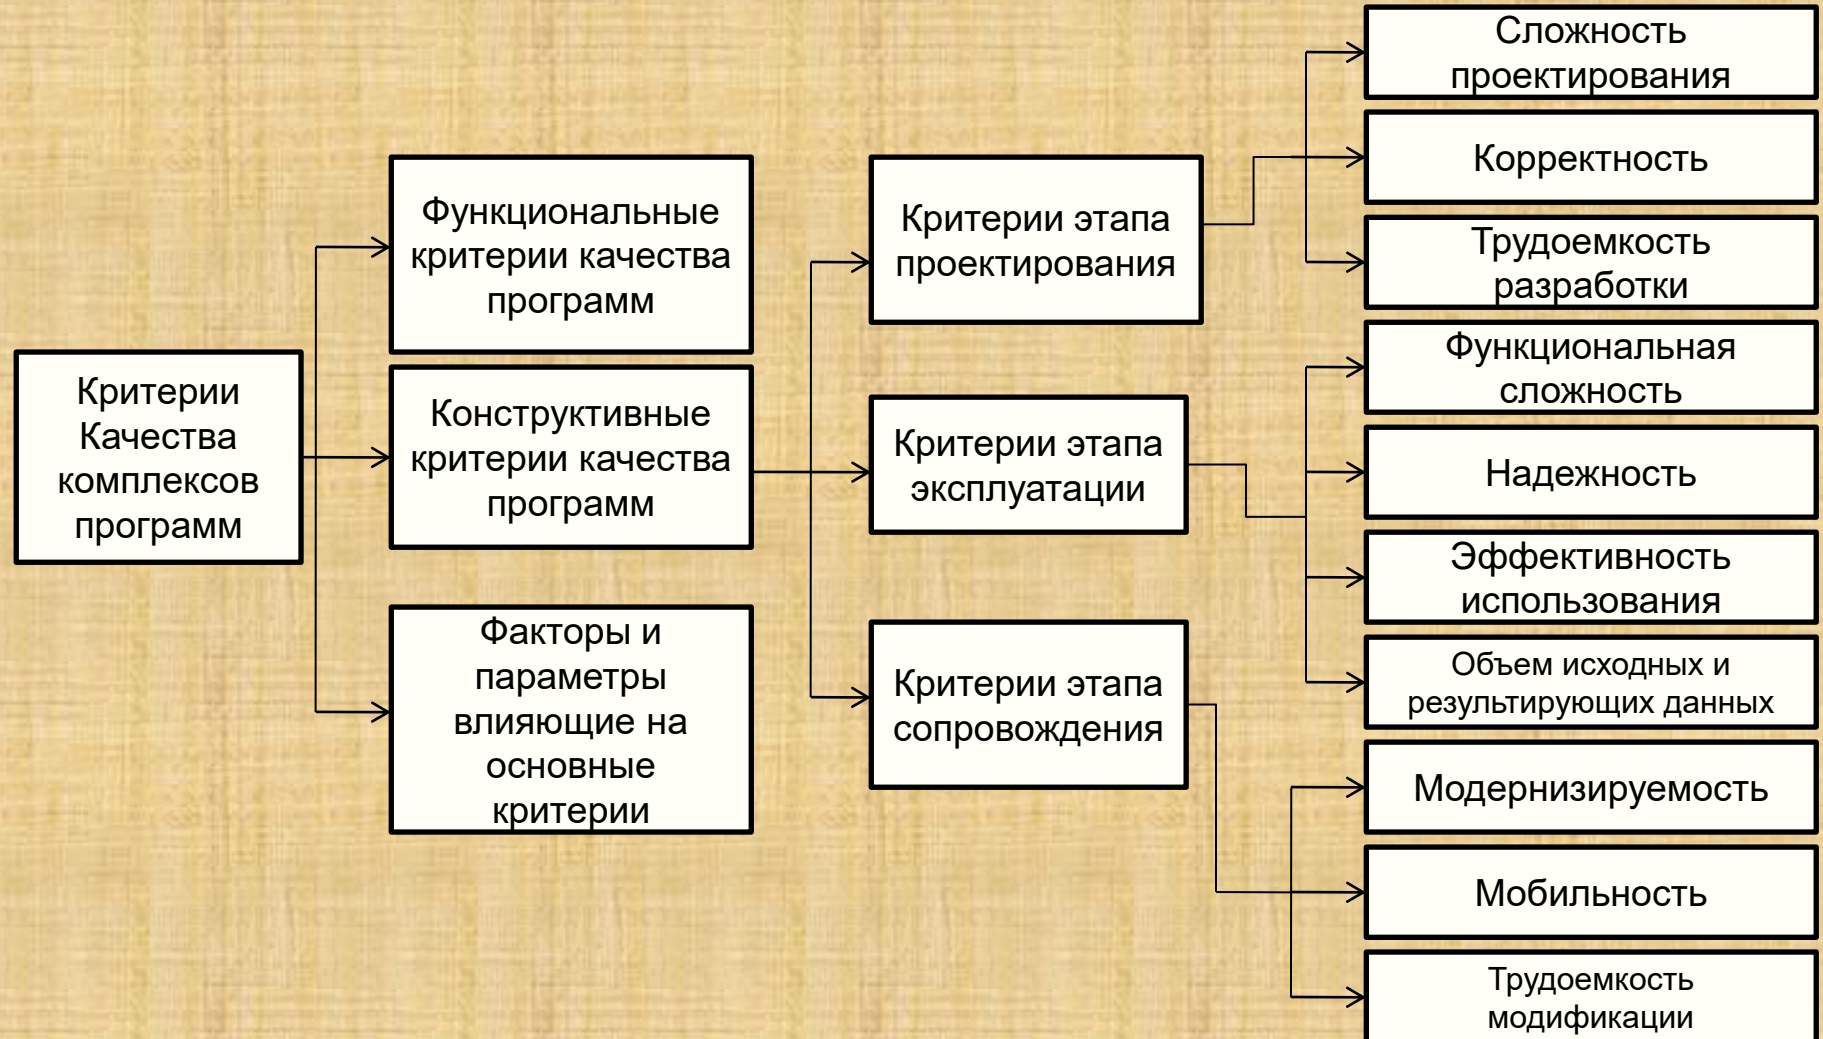 Критерии
Качества
комплексов
программ
Функциональные
критерии качества
программ
Конструктивные
критерии качества
программ
Факторы и
параметры
влияющие на
основные
критерии
Критерии этапа
проектирования
Критерии этапа
эксплуатации
Критерии этапа
сопровождения
Сложность
проектирования
Корректность
Трудоемкость
разработки
Функциональная
сложность
Надежность
Эффективность
использования
Объем исходных и
результирующих данных
Модернизируемость
Мобильность
Трудоемкость
модификации